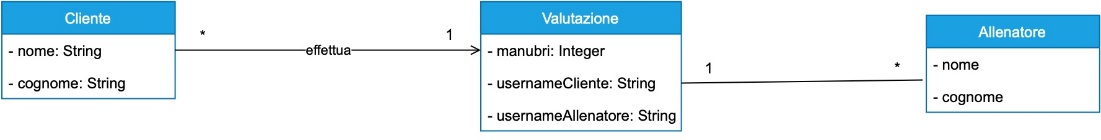 Cliente
- nome: String
- cognome: String
*
effettua
1
Valutazione
- manubri: Integer
- usernameCliente: String
- usernameAllenatore: String
1
*
Allenatore
- nome
- cognome